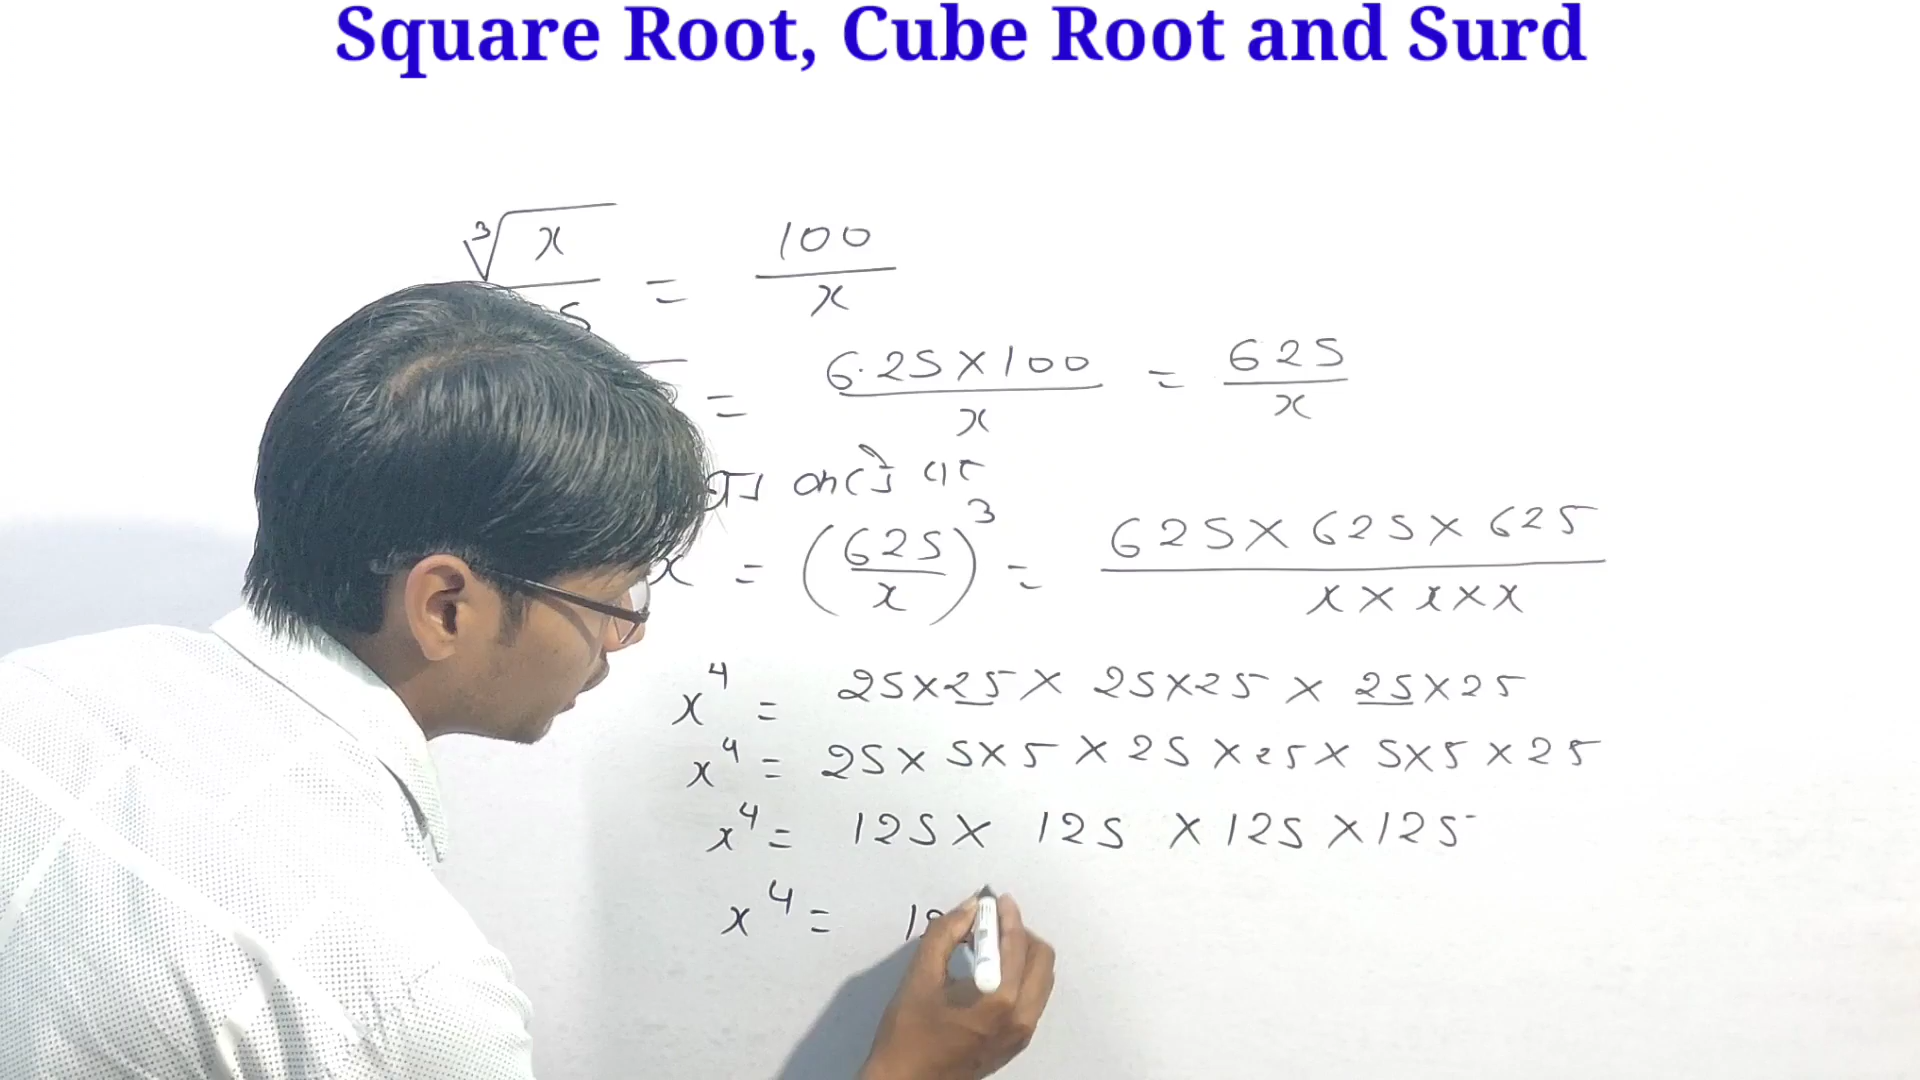 Square Root, Cube Root and Surd
∛x / 5 = 100 / x
= 6.25 × 100 / x = 625 / x
x = (625 / x)³ = 625 × 625 × 625 / x × x × x
x⁴ = 25×25 × 25×25 × 25×25
x⁴ = 25 × 5×5 × 25 × 25 × 5×5 × 25
x⁴ = 125 × 125 × 125 × 125
x⁴ = 12